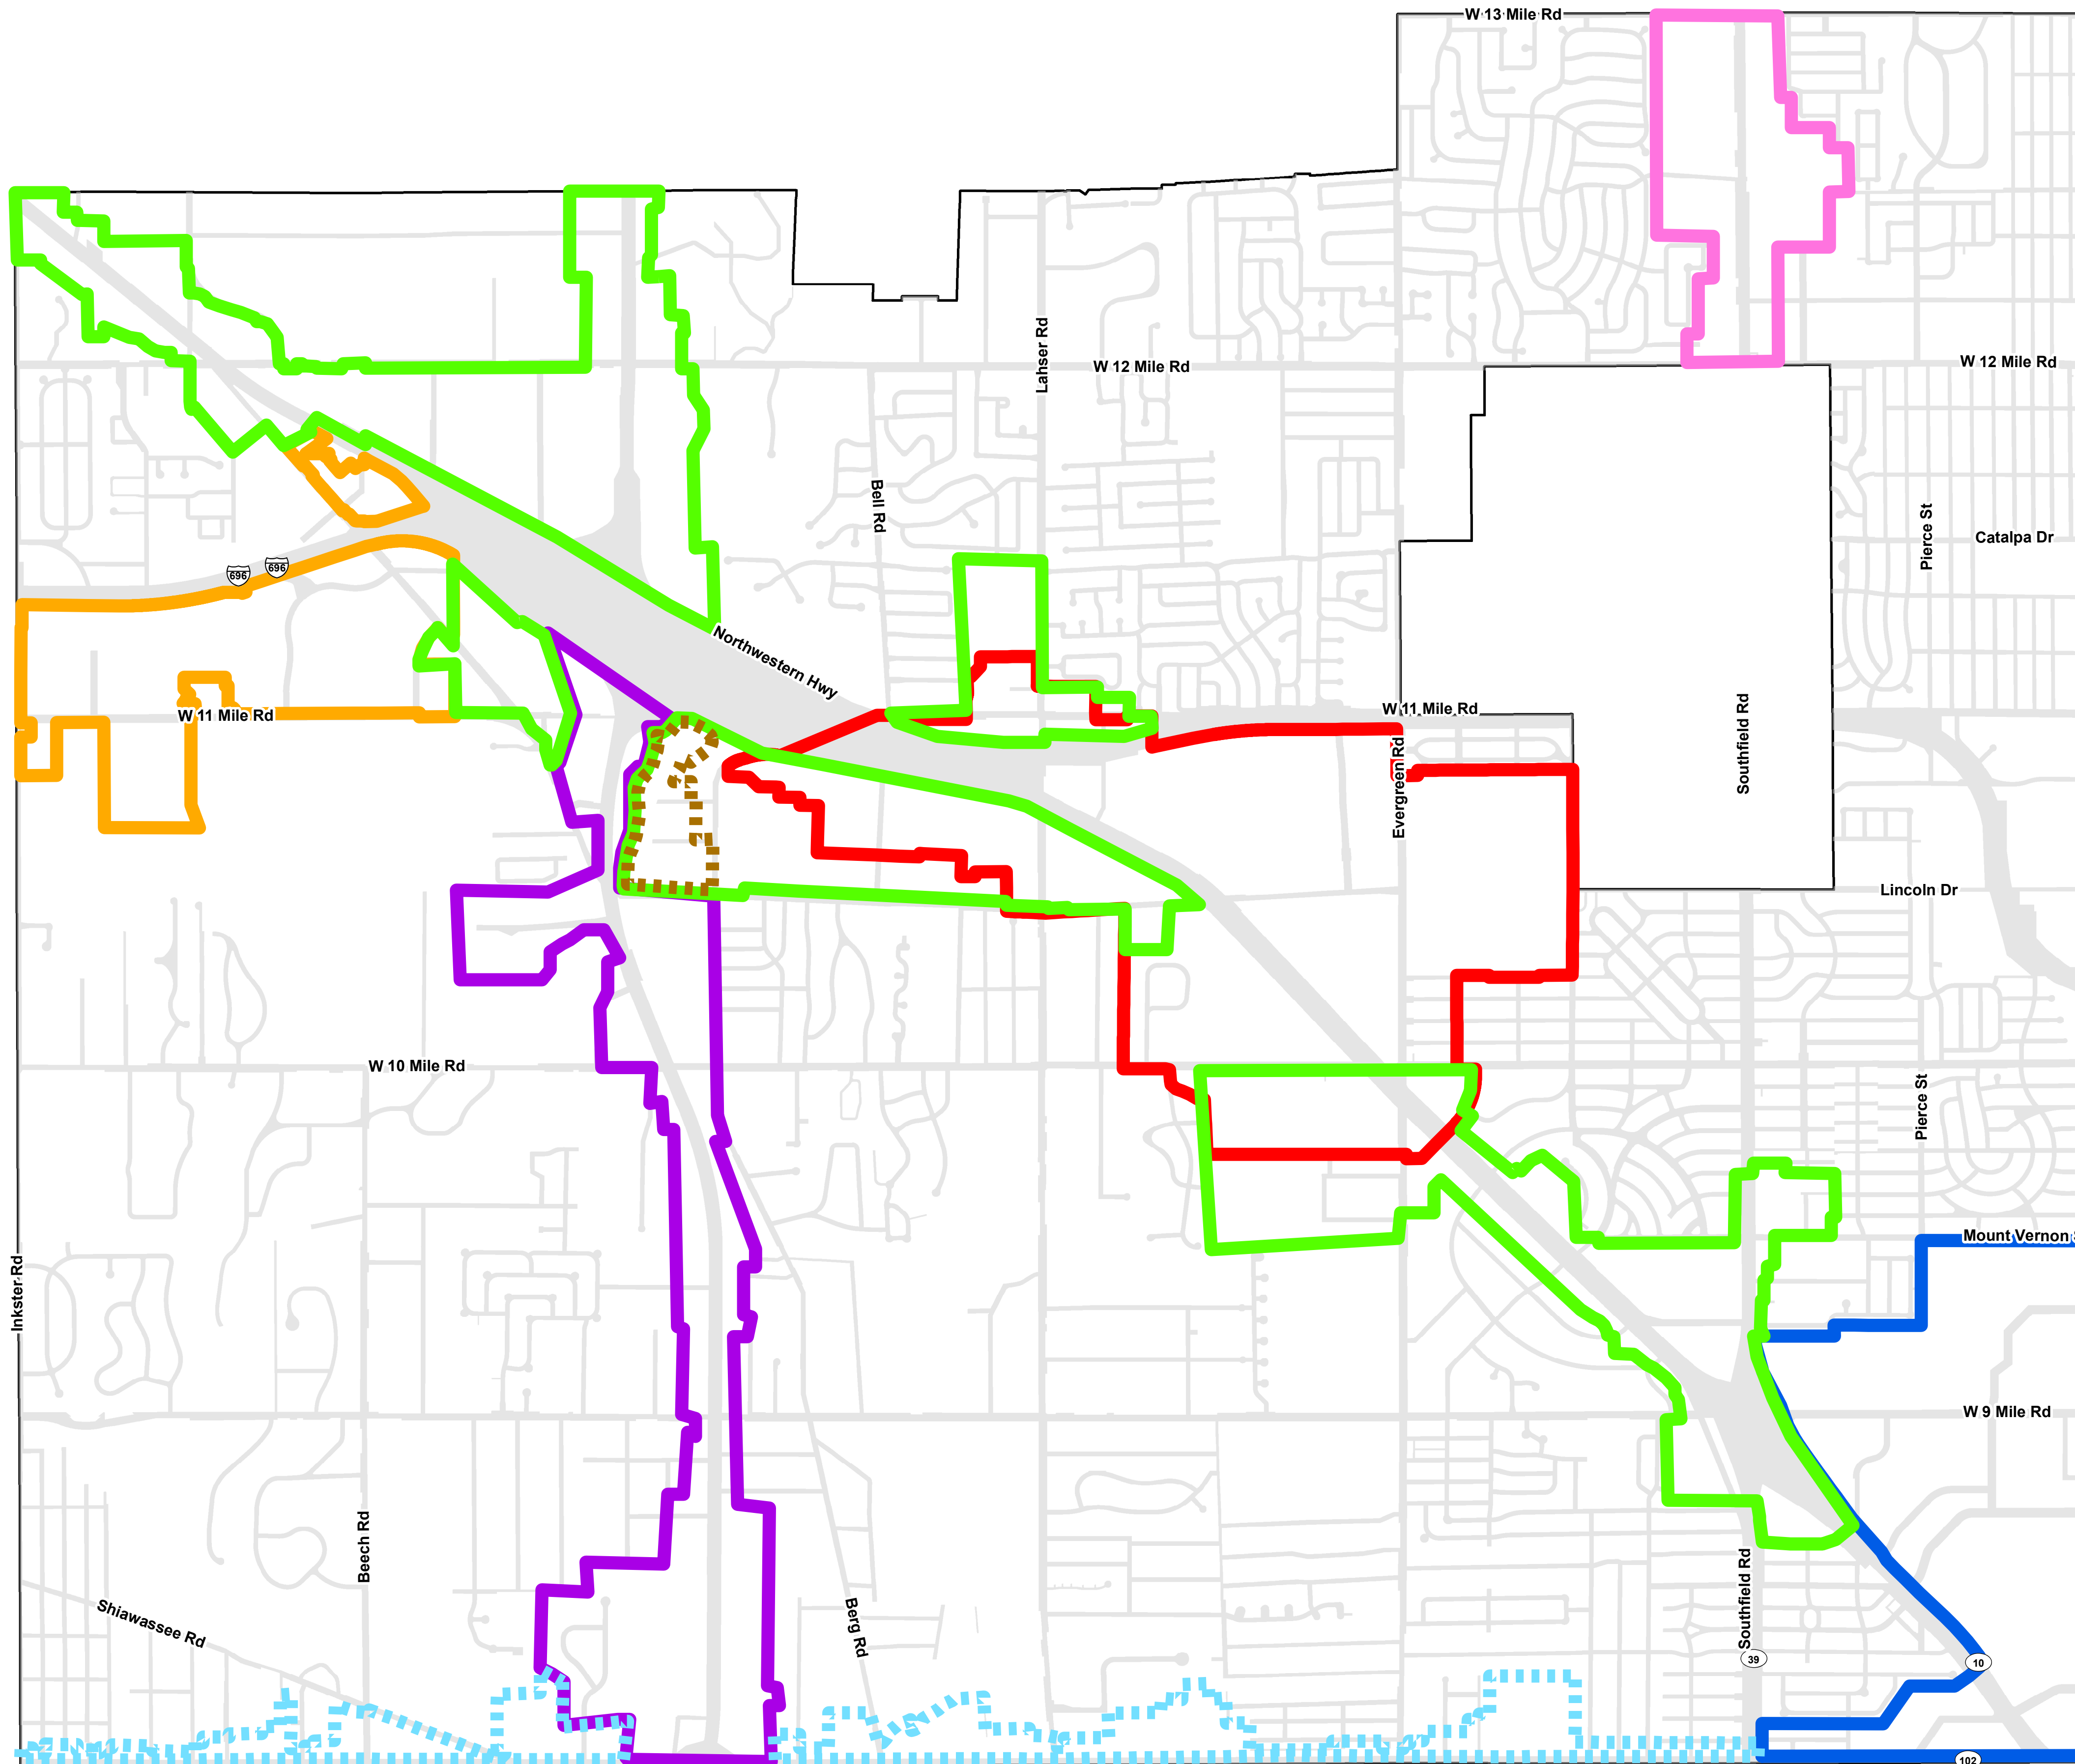 W 13 Mile Rd
Lahser Rd
W 12 Mile Rd
W 12 Mile Rd
Bell Rd
Pierce St
Catalpa Dr
696
696
Northwestern Hwy
W 11 Mile Rd
W 11 Mile Rd
Southfield Rd
Evergreen Rd
Lincoln Dr
W 10 Mile Rd
Pierce St
Mount Vernon
Inkster Rd
W 9 Mile Rd
Beech Rd
Shiawassee Rd
Berg Rd
Southfield Rd
39
10
102